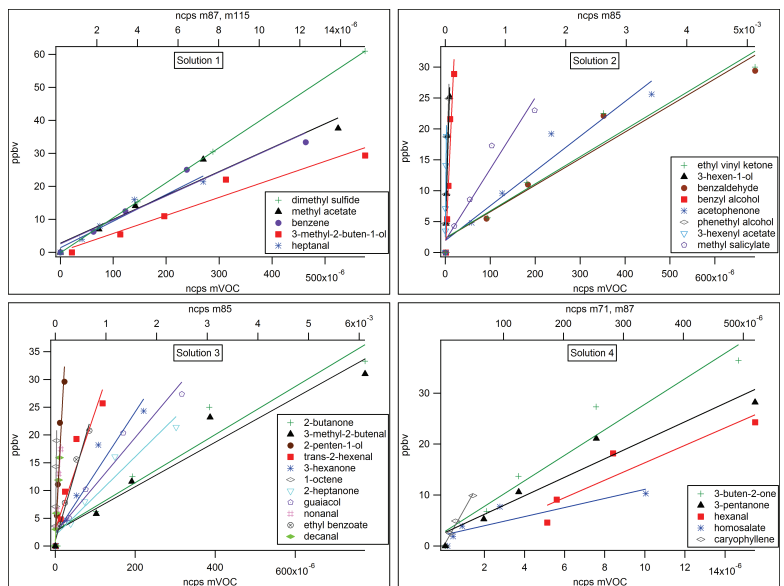 ncps m87, m115
0 2 4 6 8 10 14x10⁻⁶
Solution 1
ppbv
60
50
40
30
20
10
0
dimethyl sulfide
methyl acetate
benzene
3-methyl-2-buten-1-ol
heptanal
0 100 200 300 400 500x10⁻⁶
ncps mVOC
ncps m85
0 1 2 3 4 5x10⁻³
Solution 2
ppbv
30
25
20
15
10
5
0
ethyl vinyl ketone
3-hexen-1-ol
benzaldehyde
benzyl alcohol
acetophenone
phenethyl alcohol
3-hexenyl acetate
methyl salicylate
0 200 400 600x10⁻⁶
ncps mVOC
ncps m85
0 1 2 3 4 5 6x10⁻³
Solution 3
ppbv
35
30
25
20
15
10
5
0
2-butanone
3-methyl-2-butenal
2-penten-1-ol
trans-2-hexenal
3-hexanone
1-octene
2-heptanone
guaiacol
nonanal
ethyl benzoate
decanal
0 200 400 600x10⁻⁶
ncps mVOC
ncps m71, m87
100 200 300 400 500x10⁻⁶
Solution 4
ppbv
30
20
10
0
3-buten-2-one
3-pentanone
hexanal
homosalate
caryophyllene
2 4 6 8 10 14x10⁻⁶
ncps mVOC